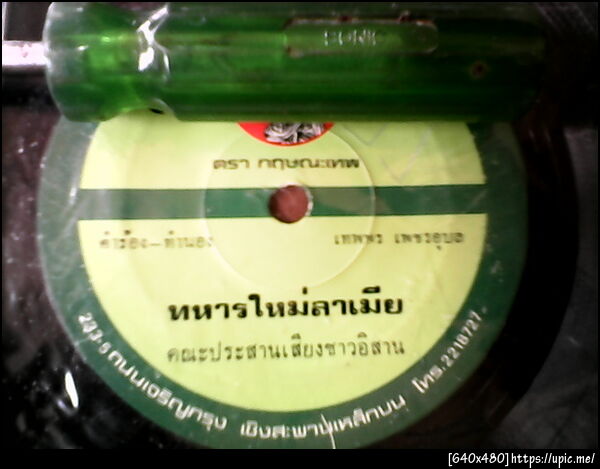 ตรา กฤษณะเทพ
คำร้อง-ทำนอง เทพพร เพชรอุบล
ทหารใหม่ลาเมีย
คณะประสานเสียงชาวอิสาน
233-5 ถนนเจริญกรุง เชิงสะพานเหล็กบน โทร.2218727.
[640x480]https://upic.me/